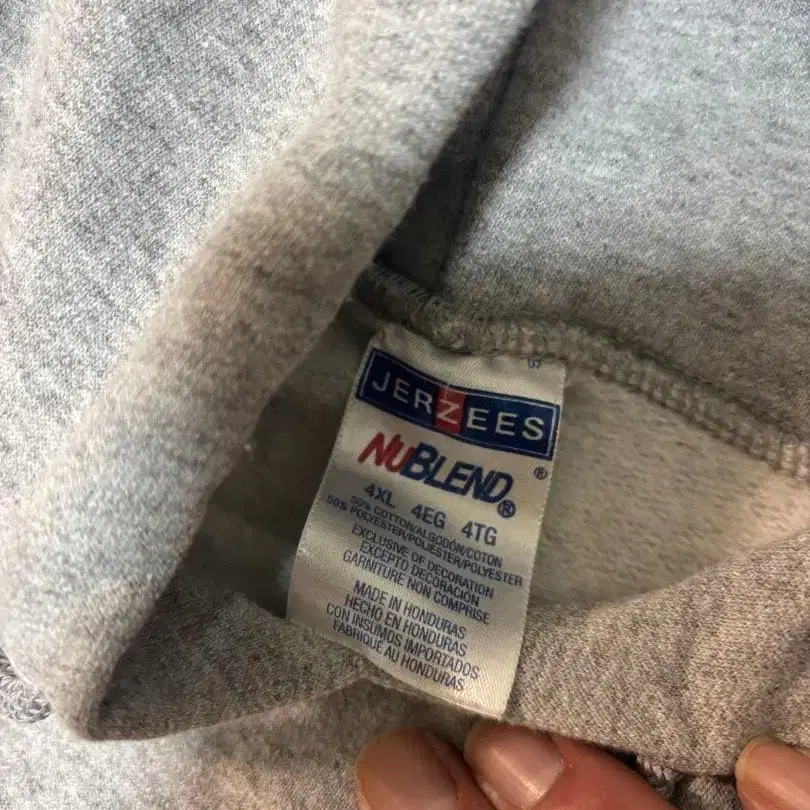 JERZEES
NUBLEND®
4XL 4EG 4TG
50% COTTON/ALGODÓN/COTON
50% POLYESTER/POLIÉSTER/POLYESTER
EXCLUSIVE OF DECORATION
EXCEPTO DECORACIÓN
GARNITURE NON COMPRISE
MADE IN HONDURAS
HECHO EN HONDURAS
CON INSUMOS IMPORTADOS
FABRIQUÉ AU HONDURAS